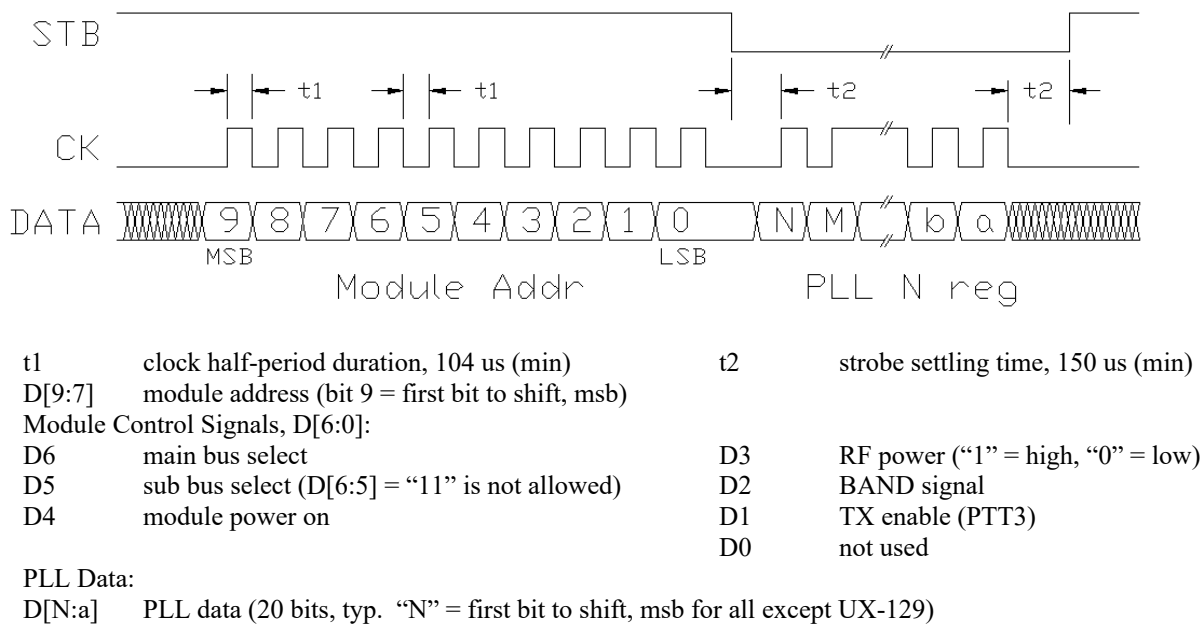 STB
t1 t1 t2 t2
CK
DATA 9 8 7 6 5 4 3 2 1 0 N M b a
MSB LSB
Module Addr PLL N reg
t1 clock half-period duration, 104 us (min) t2 strobe settling time, 150 us (min)
D[9:7] module address (bit 9 = first bit to shift, msb)
Module Control Signals, D[6:0]:
D6 main bus select D3 RF power (“1” = high, “0” = low)
D5 sub bus select (D[6:5] = “11” is not allowed) D2 BAND signal
D4 module power on D1 TX enable (PTT3)
D0 not used
PLL Data:
D[N:a] PLL data (20 bits, typ. “N” = first bit to shift, msb for all except UX-129)